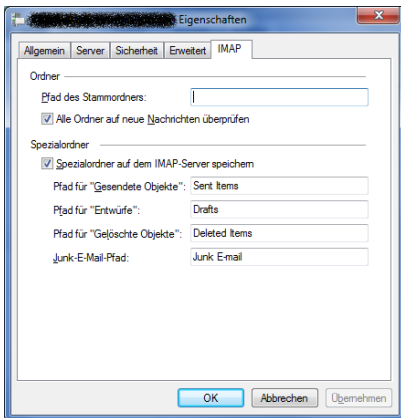 Eigenschaften
Allgemein Server Sicherheit Erweitert IMAP
Ordner
Pfad des Stammordners:
Alle Ordner auf neue Nachrichten überprüfen
Spezialordner
Spezialordner auf dem IMAP-Server speichern
Pfad für "Gesendete Objekte": Sent Items
Pfad für "Entwürfe": Drafts
Pfad für "Gelöschte Objekte": Deleted Items
Junk-E-Mail-Pfad: Junk E-mail
OK Abbrechen Übernehmen